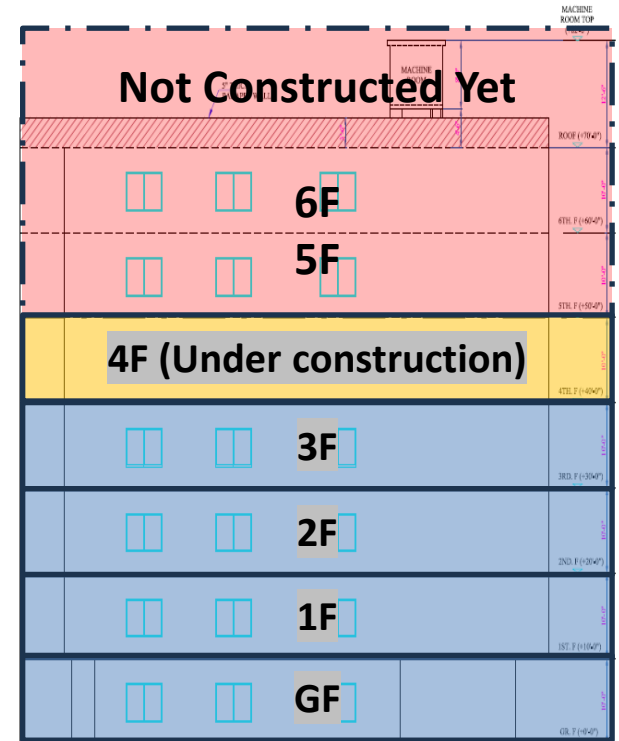 MACHINE
ROOM TOP
Not Constructed Yet
MACHINE
ROOM
ROOF (+70'-0")
6F
6TH. F (+60'-0")
5F
5TH. F (+50'-0")
4F (Under construction)
4TH. F (+40'-0")
3F
3RD. F (+30'-0")
2F
2ND. F (+20'-0")
1F
1ST. F (+10'-0")
GF
GR. F (+0'-0")